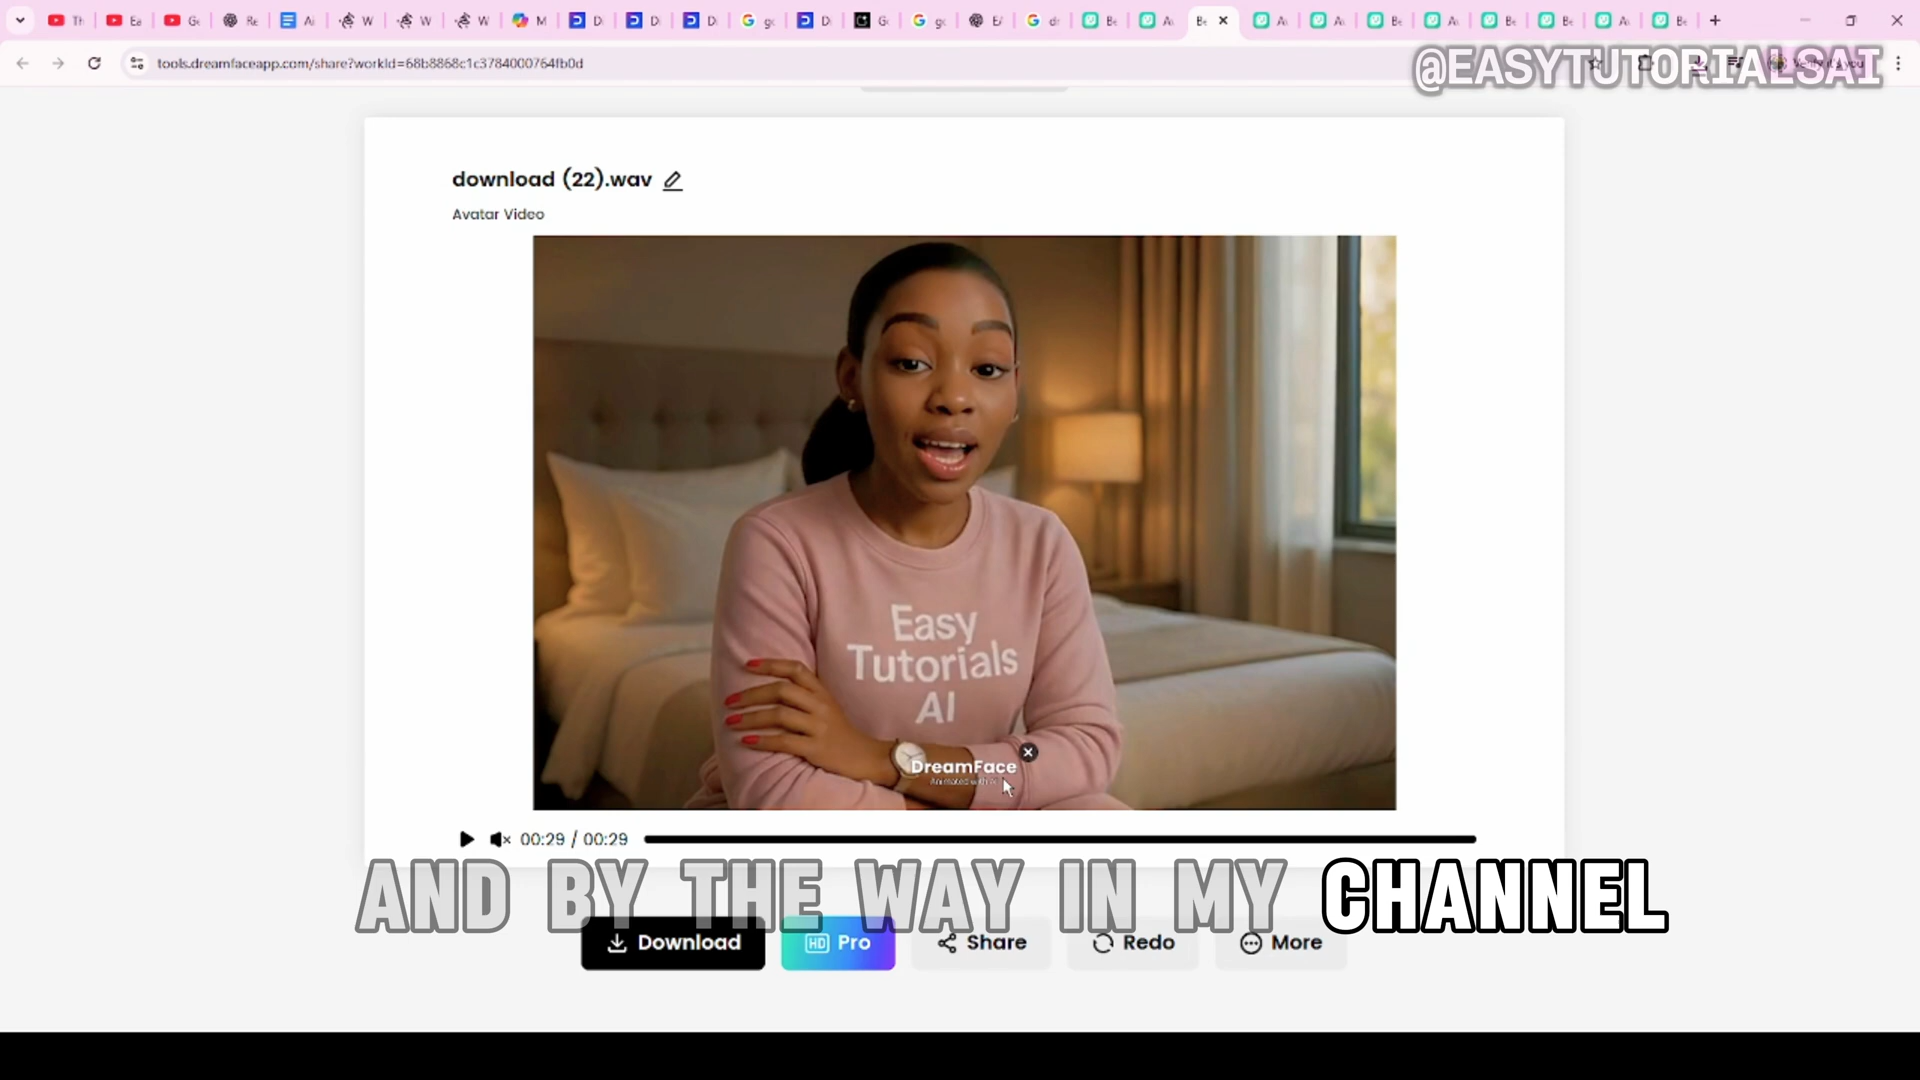 tools.dreamfaceapp.com/share?workId=68b8868c1c3784000764fb0d
@EASYTUTORIALSAI
download (22).wav
Avatar Video
Easy
Tutorials
AI
DreamFace
00:29 / 00:29
AND BY THE WAY IN MY CHANNEL
Download
HD Pro
Share
Redo
More